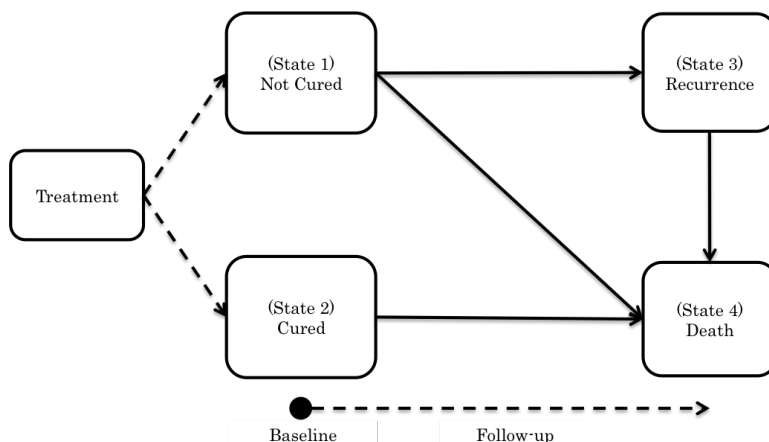 (State 1)
Not Cured
(State 3)
Recurrence
Treatment
(State 2)
Cured
(State 4)
Death
Baseline
Follow-up